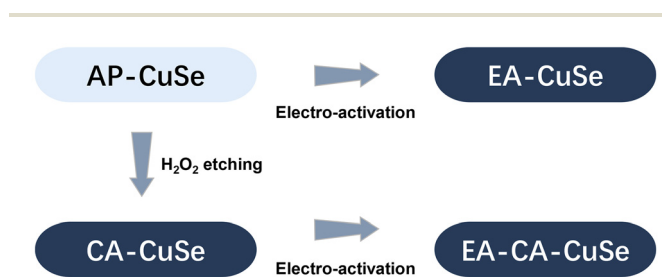 AP-CuSe
EA-CuSe
Electro-activation
H₂O₂ etching
CA-CuSe
EA-CA-CuSe
Electro-activation